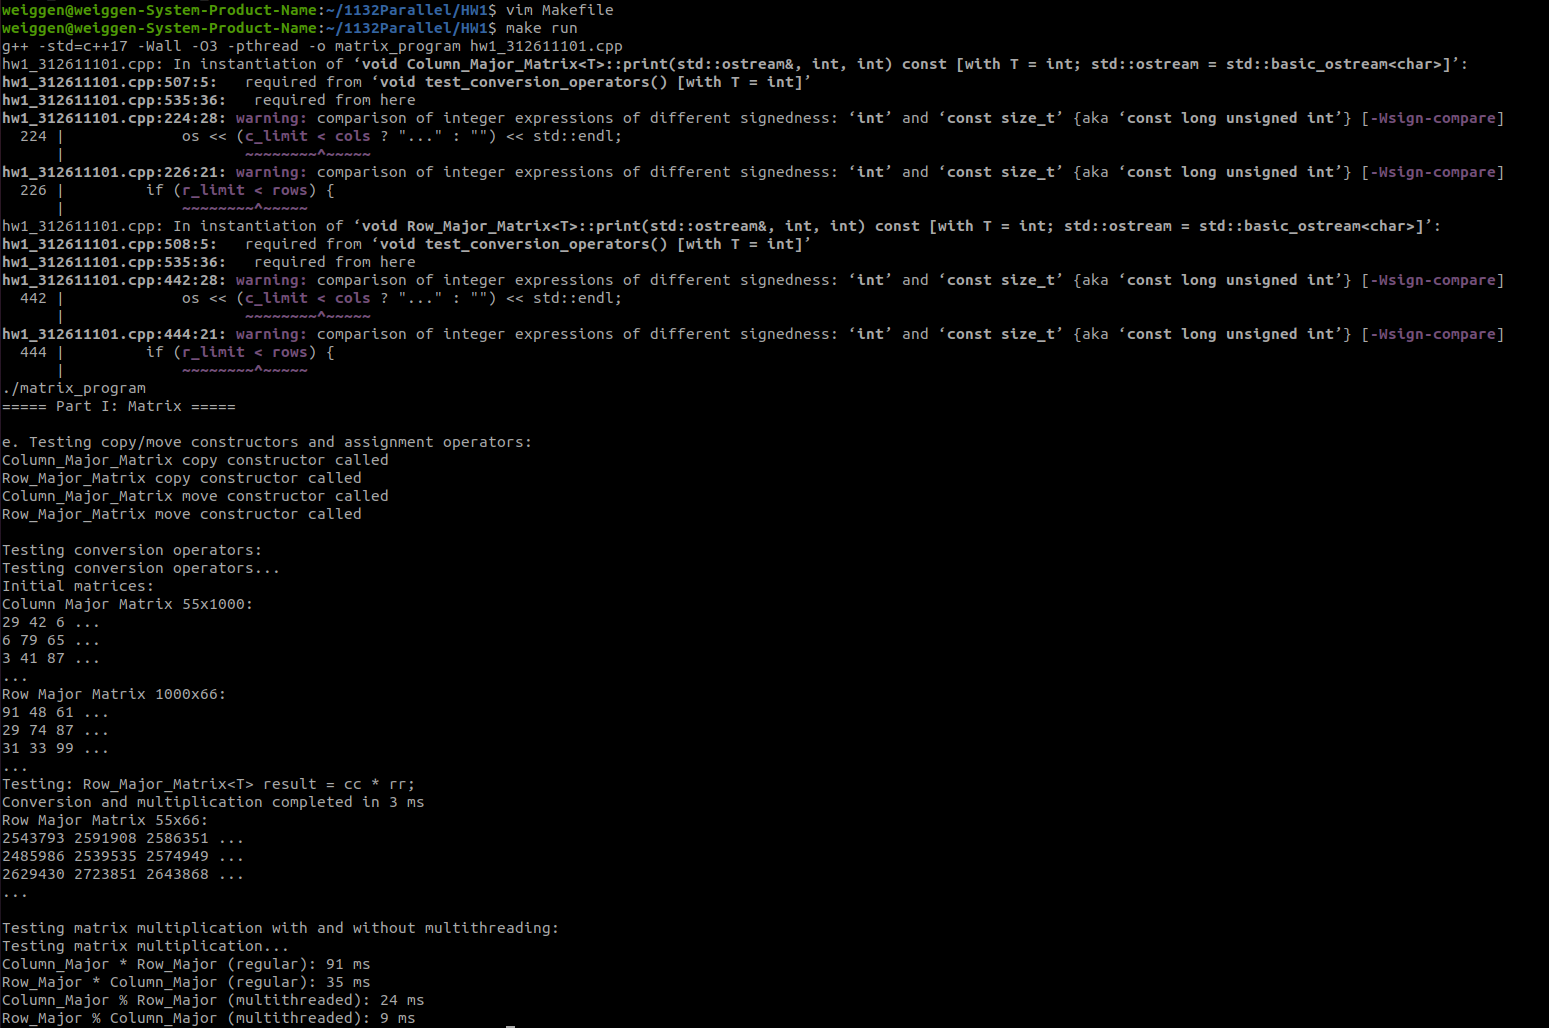 weiggen@weiggen-System-Product-Name:~/1132Parallel/HW1$ vim Makefile
weiggen@weiggen-System-Product-Name:~/1132Parallel/HW1$ make run
g++ -std=c++17 -Wall -O3 -pthread -o matrix_program hw1_312611101.cpp
hw1_312611101.cpp: In instantiation of ‘void Column_Major_Matrix<T>::print(std::ostream&, int, int) const [with T = int; std::ostream = std::basic_ostream<char>]’:
hw1_312611101.cpp:507:5:   required from ‘void test_conversion_operators() [with T = int]’
hw1_312611101.cpp:535:36:   required from here
hw1_312611101.cpp:224:28: warning: comparison of integer expressions of different signedness: ‘int’ and ‘const size_t’ {aka ‘const long unsigned int’} [-Wsign-compare]
  224 |             os << (c_limit < cols ? "..." : "") << std::endl;
      |                    ~~~~~~~~^~~~~~
hw1_312611101.cpp:226:21: warning: comparison of integer expressions of different signedness: ‘int’ and ‘const size_t’ {aka ‘const long unsigned int’} [-Wsign-compare]
  226 |         if (r_limit < rows) {
      |             ~~~~~~~~^~~~~~
hw1_312611101.cpp: In instantiation of ‘void Row_Major_Matrix<T>::print(std::ostream&, int, int) const [with T = int; std::ostream = std::basic_ostream<char>]’:
hw1_312611101.cpp:508:5:   required from ‘void test_conversion_operators() [with T = int]’
hw1_312611101.cpp:535:36:   required from here
hw1_312611101.cpp:442:28: warning: comparison of integer expressions of different signedness: ‘int’ and ‘const size_t’ {aka ‘const long unsigned int’} [-Wsign-compare]
  442 |             os << (c_limit < cols ? "..." : "") << std::endl;
      |                    ~~~~~~~~^~~~~~
hw1_312611101.cpp:444:21: warning: comparison of integer expressions of different signedness: ‘int’ and ‘const size_t’ {aka ‘const long unsigned int’} [-Wsign-compare]
  444 |         if (r_limit < rows) {
      |             ~~~~~~~~^~~~~~
./matrix_program
===== Part I: Matrix =====

e. Testing copy/move constructors and assignment operators:
Column_Major_Matrix copy constructor called
Row_Major_Matrix copy constructor called
Column_Major_Matrix move constructor called
Row_Major_Matrix move constructor called

Testing conversion operators:
Testing conversion operators...
Initial matrices:
Column Major Matrix 55x1000:
29 42 6 ...
6 79 65 ...
3 41 87 ...
...
Row Major Matrix 1000x66:
91 48 61 ...
29 74 87 ...
31 33 99 ...
...
Testing: Row_Major_Matrix<T> result = cc * rr;
Conversion and multiplication completed in 3 ms
Row Major Matrix 55x66:
2543793 2591908 2586351 ...
2485986 2539535 2574949 ...
2629430 2723851 2643868 ...
...

Testing matrix multiplication with and without multithreading:
Testing matrix multiplication...
Column_Major * Row_Major (regular): 91 ms
Row_Major * Column_Major (regular): 35 ms
Column_Major % Row_Major (multithreaded): 24 ms
Row_Major % Column_Major (multithreaded): 9 ms